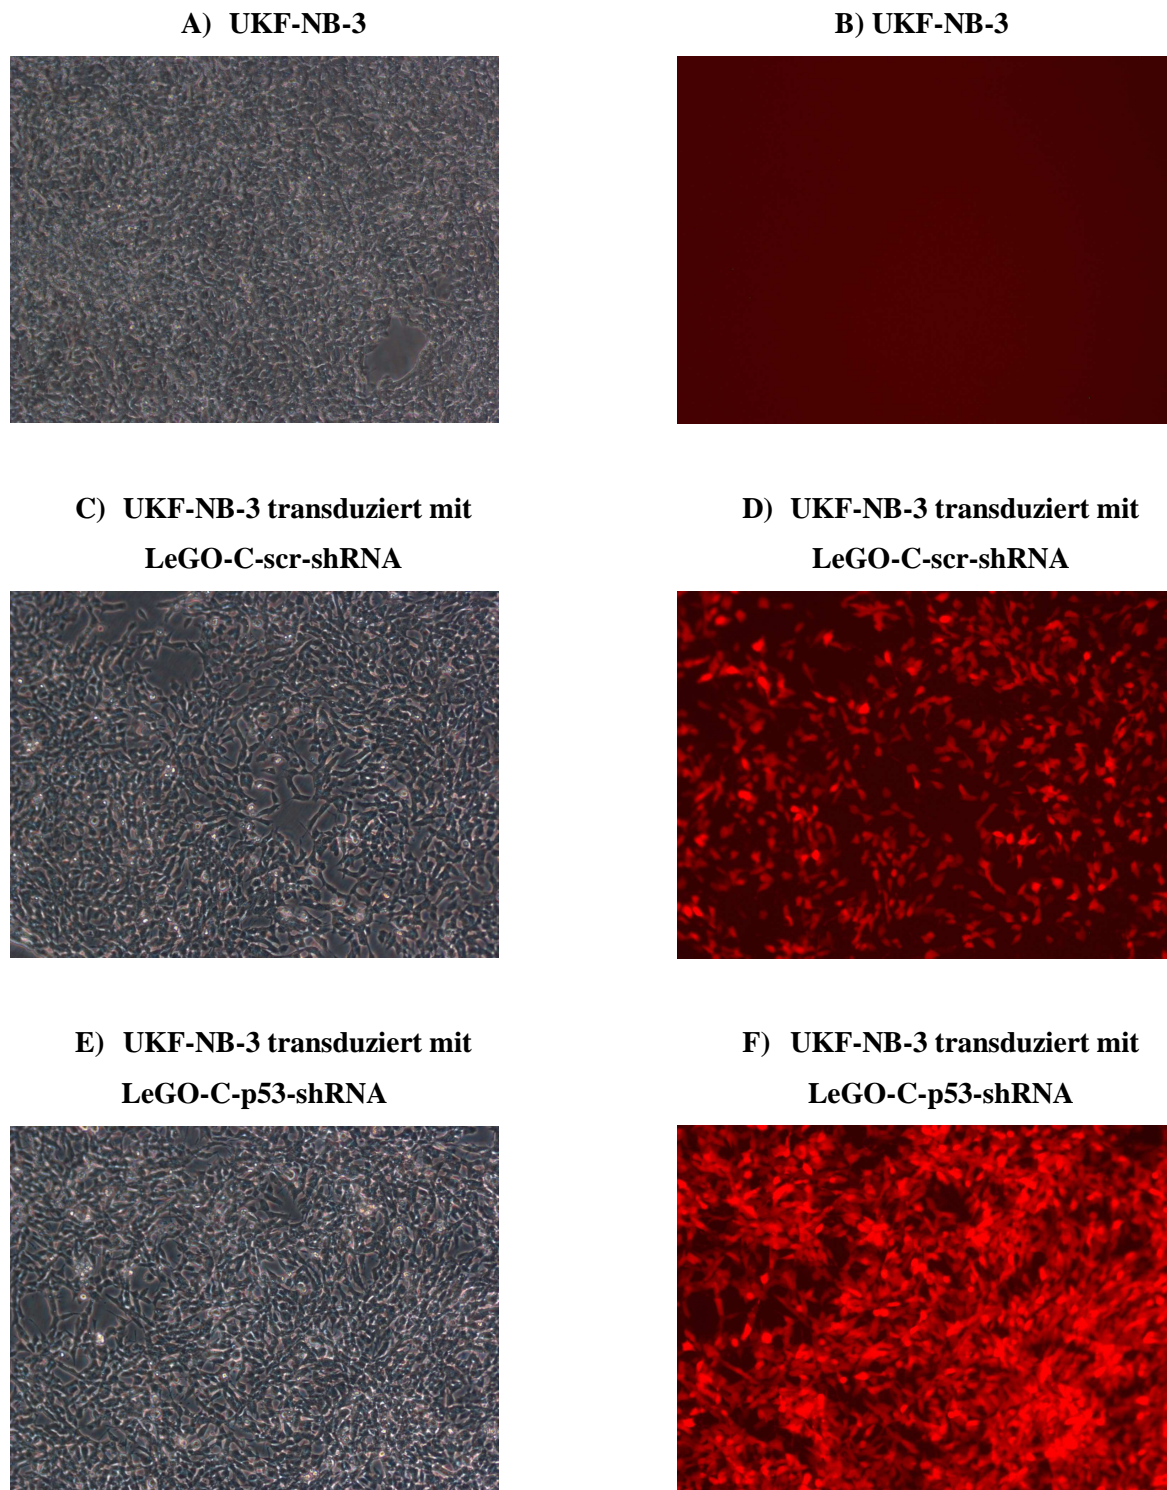 A) UKF-NB-3
B) UKF-NB-3
C) UKF-NB-3 transduziert mit
LeGO-C-scr-shRNA
D) UKF-NB-3 transduziert mit
LeGO-C-scr-shRNA
E) UKF-NB-3 transduziert mit
LeGO-C-p53-shRNA
F) UKF-NB-3 transduziert mit
LeGO-C-p53-shRNA